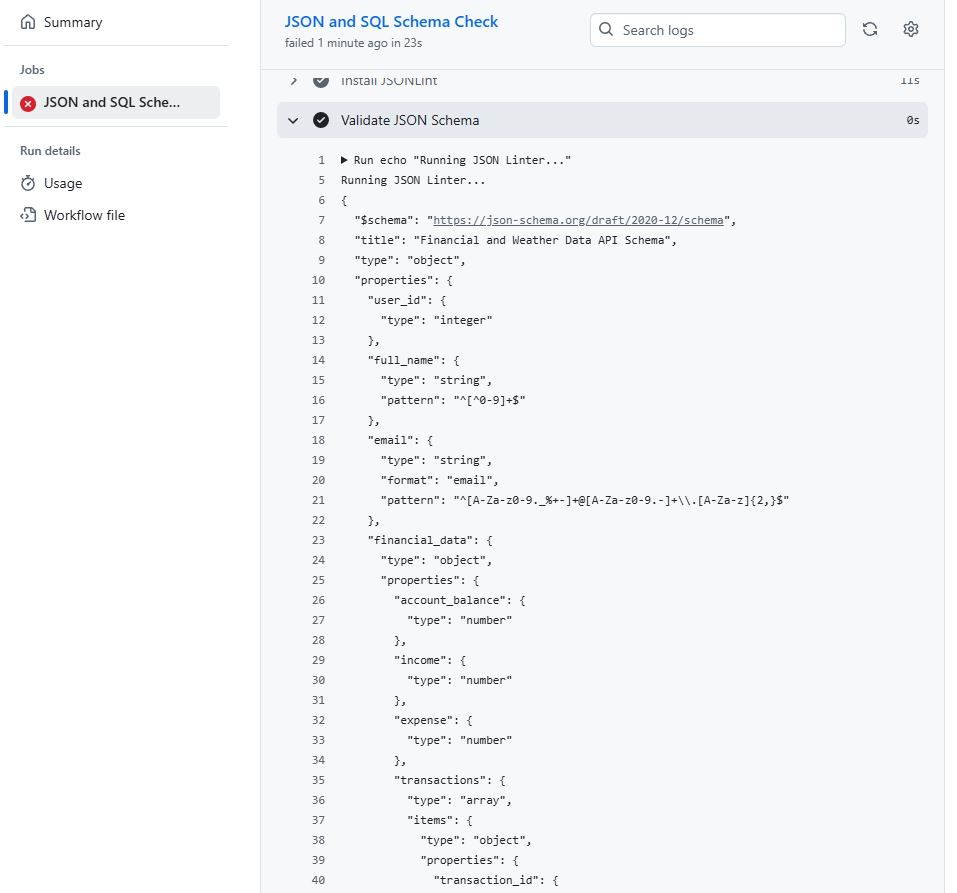 Summary
Jobs
JSON and SQL Sche...
Run details
Usage
Workflow file
JSON and SQL Schema Check
failed 1 minute ago in 23s
Search logs
Install JSONLint 11s
Validate JSON Schema 0s
1 Run echo "Running JSON Linter..."
5 Running JSON Linter...
6 {
7 "$schema": "https://json-schema.org/draft/2020-12/schema",
8 "title": "Financial and Weather Data API Schema",
9 "type": "object",
10 "properties": {
11 "user_id": {
12 "type": "integer"
13 },
14 "full_name": {
15 "type": "string",
16 "pattern": "^[^0-9]+$"
17 },
18 "email": {
19 "type": "string",
20 "format": "email",
21 "pattern": "^[A-Za-z0-9._%+-]+@[A-Za-z0-9.-]+\\.[A-Za-z]{2,}$"
22 },
23 "financial_data": {
24 "type": "object",
25 "properties": {
26 "account_balance": {
27 "type": "number"
28 },
29 "income": {
30 "type": "number"
31 },
32 "expense": {
33 "type": "number"
34 },
35 "transactions": {
36 "type": "array",
37 "items": {
38 "type": "object",
39 "properties": {
40 "transaction_id": {